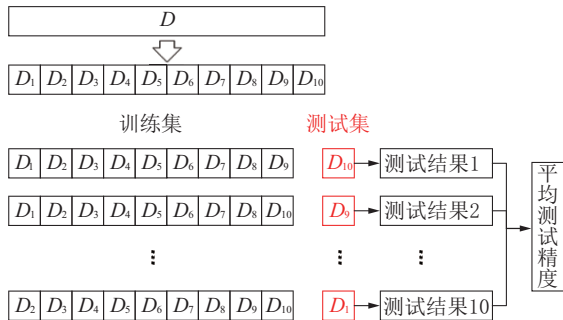 D
D₁ D₂ D₃ D₄ D₅ D₆ D₇ D₈ D₉ D₁₀
训练集 测试集
D₁ D₂ D₃ D₄ D₅ D₆ D₇ D₈ D₉ D₁₀ 测试结果1
D₁ D₂ D₃ D₄ D₅ D₆ D₇ D₈ D₁₀ D₉ 测试结果2
⋮ ⋮ ⋮
D₂ D₃ D₄ D₅ D₆ D₇ D₈ D₉ D₁₀ D₁ 测试结果10
平均测试精度